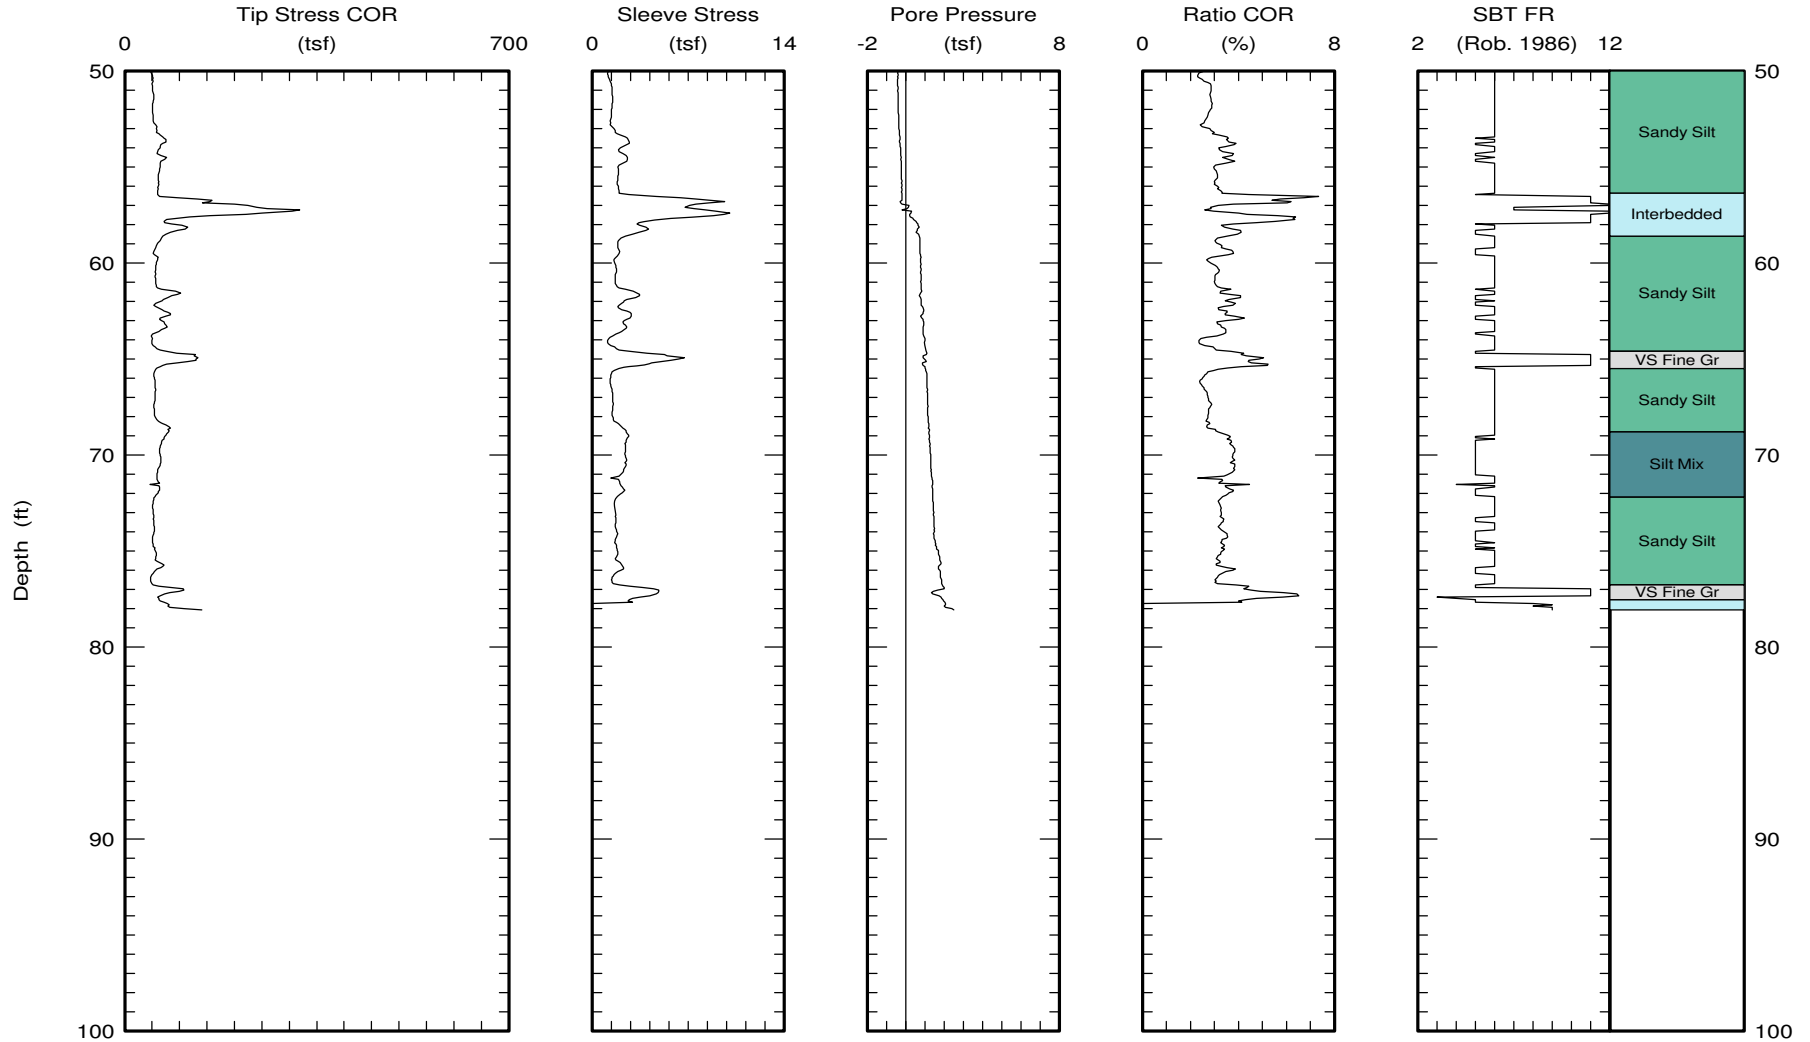 Tip Stress COR Sleeve Stress Pore Pressure Ratio COR SBT FR
0 (tsf) 700 0 (tsf) 14 -2 (tsf) 8 0 (%) 8 2 (Rob. 1986) 12
50 50
Sandy Silt
Interbedded
60 60
Sandy Silt
VS Fine Gr
Sandy Silt
70 Silt Mix 70
Sandy Silt
Depth (ft)
VS Fine Gr
80 80
90 90
100 100